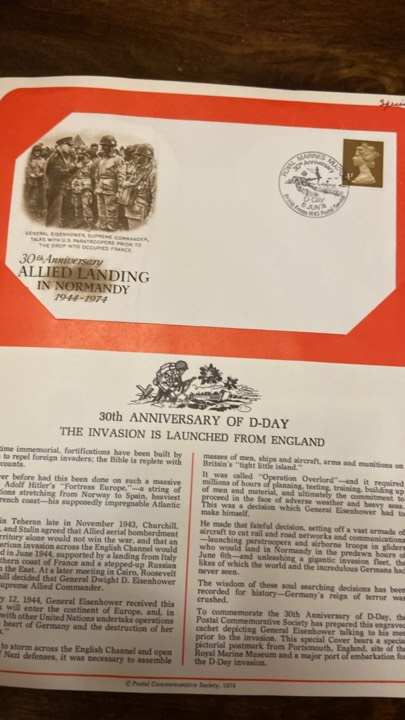 Speci
GENERAL EISENHOWER, SUPREME COMMANDER,
TALKS WITH U.S. PARATROOPERS PRIOR TO
THE DROP INTO OCCUPIED FRANCE.
30th Anniversary
ALLIED LANDING
IN NORMANDY
1944-1974
ROYAL MARINES MUSEUM
30th Anniversary
D-Day
6 JUN 74
30th ANNIVERSARY OF D-DAY
THE INVASION IS LAUNCHED FROM ENGLAND
time immemorial, fortifications have been built by
to repel foreign invaders; the Bible is replete with
counts.
ver before had this been done on such a massive
Adolf Hitler's "Fortress Europe,"—a string of
tions stretching from Norway to Spain, heaviest
rench coast—his supposedly impregnable Atlantic
in Teheran late in November 1943, Churchill,
, and Stalin agreed that Allied aerial bombardment
rritory alone would not win the war, and that an
merican invasion across the English Channel would
d in June 1944, supported by a landing from Italy
thern coast of France and a stepped-up Russian
n the East. At a later meeting in Cairo, Roosevelt
hill decided that General Dwight D. Eisenhower
upreme Allied Commander.
y 12, 1944, General Eisenhower received this
u will enter the continent of Europe, and, in
with other United Nations undertake operations
e heart of Germany and the destruction of her
."
to storm across the English Channel and open
Nazi defenses, it was necessary to assemble
masses of men, ships and aircraft, arms and munitions on
Britain's "tight little island."
It was called "Operation Overlord"—and it required
millions of hours of planning, testing, training, building up
of men and material, and ultimately the commitment to
proceed in the face of adverse weather and heavy seas.
This was a decision which General Eisenhower had to
make himself.
He made that fateful decision, setting off a vast armada of
aircraft to cut rail and road networks and communications
—launching paratroopers and airborne troops in gliders
who would land in Normandy in the predawn hours of
June 6th—and unleashing a gigantic invasion fleet, the
likes of which the world and the incredulous Germans had
never seen.
The wisdom of these soul searching decisions has been
recorded for history—Germany's reign of terror was
crushed.
To commemorate the 30th Anniversary of D-Day, the
Postal Commemorative Society has prepared this engraved
cachet depicting General Eisenhower talking to his men
prior to the invasion. This special Cover bears a special
pictorial postmark from Portsmouth, England, site of the
Royal Marine Museum and a major port of embarkation for
the D-Day invasion.
© Postal Commemorative Society, 1974